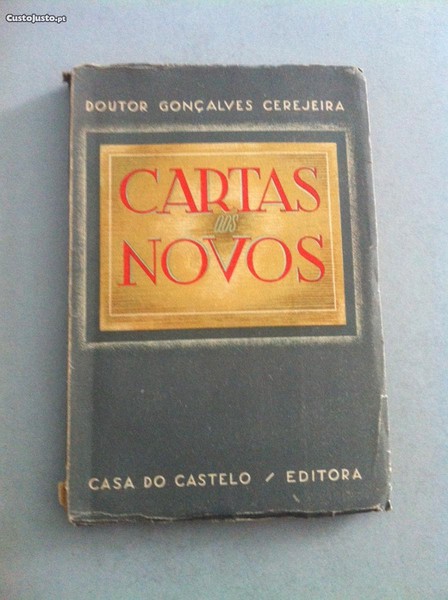 CustoJusto.pt
DOUTOR GONÇALVES CEREJEIRA
CARTAS
aos
NOVOS
CASA DO CASTELO / EDITORA